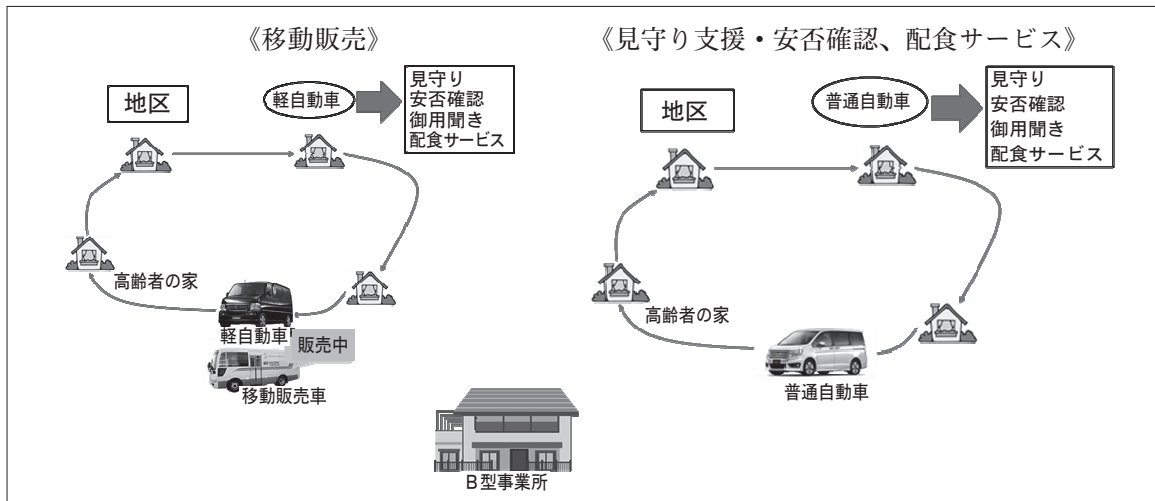 《移動販売》
地区
軽自動車
見守り
安否確認
御用聞き
配食サービス
高齢者の家
軽自動車
販売中
移動販売車
《見守り支援・安否確認、配食サービス》
地区
普通自動車
見守り
安否確認
御用聞き
配食サービス
高齢者の家
普通自動車
B型事業所